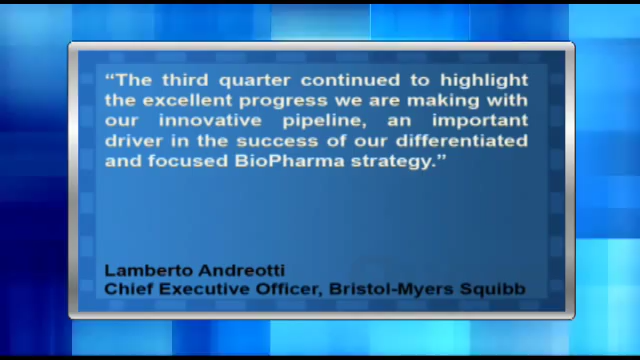 “The third quarter continued to highlight
the excellent progress we are making with
our innovative pipeline, an important
driver in the success of our differentiated
and focused BioPharma strategy.”
Lamberto Andreotti
Chief Executive Officer, Bristol-Myers Squibb